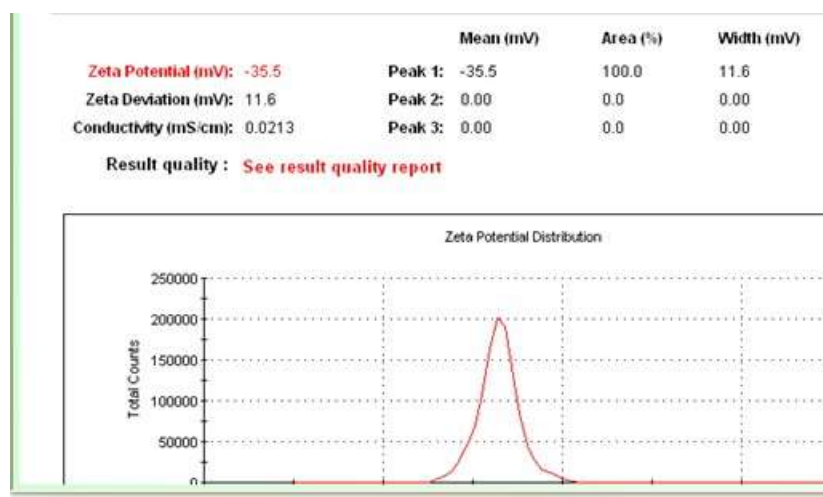 Mean (mV) Area (%) Width (mV)
Zeta Potential (mV): -35.5 Peak 1: -35.5 100.0 11.6
Zeta Deviation (mV): 11.6 Peak 2: 0.00 0.0 0.00
Conductivity (mS/cm): 0.0213 Peak 3: 0.00 0.0 0.00
Result quality : See result quality report
Zeta Potential Distribution
250000
200000
150000
100000
50000
0
Total Counts